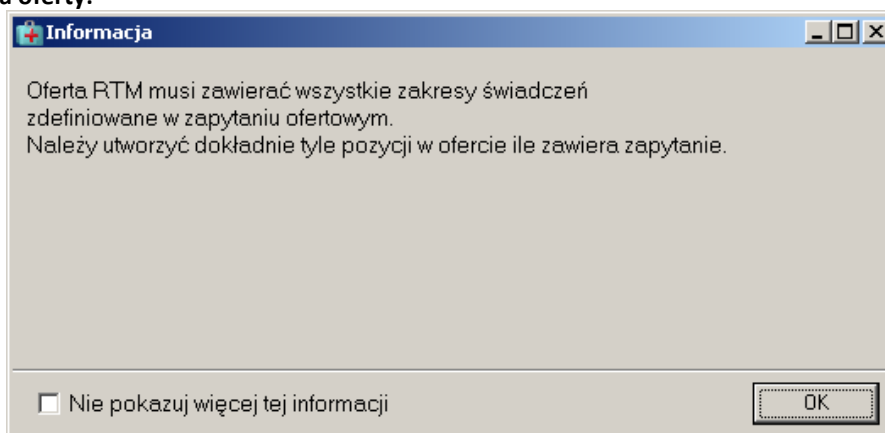 d oferty.
Informacja
Oferta RTM musi zawierać wszystkie zakresy świadczeń
zdefiniowane w zapytaniu ofertowym.
Należy utworzyć dokładnie tyle pozycji w ofercie ile zawiera zapytanie.
Nie pokazuj więcej tej informacji
OK